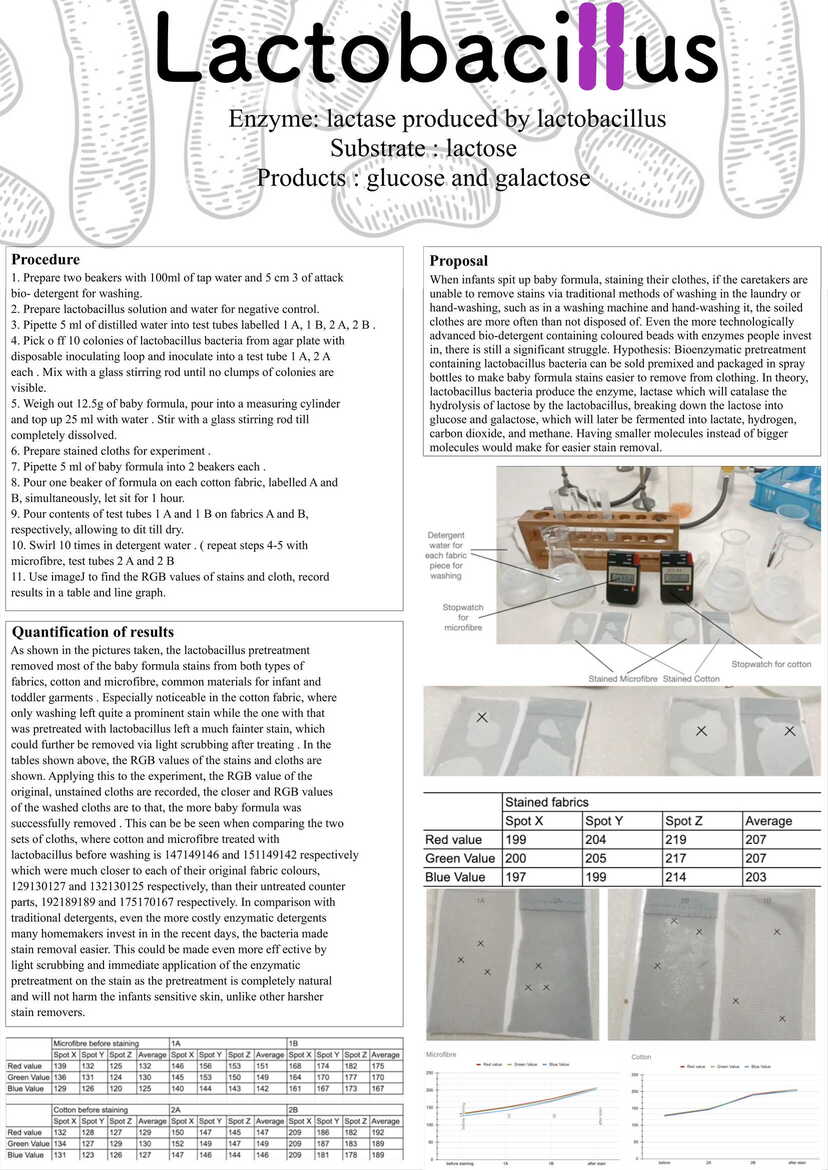 Lactobacillus
Enzyme: lactase produced by lactobacillus
Substrate : lactose
Products : glucose and galactose
Procedure
1. Prepare two beakers with 100ml of tap water and 5 cm 3 of attack
bio- detergent for washing.
2. Prepare lactobacillus solution and water for negative control.
3. Pipette 5 ml of distilled water into test tubes labelled 1 A, 1 B, 2 A, 2 B .
4. Pick o ff 10 colonies of lactobacillus bacteria from agar plate with
disposable inoculating loop and inoculate into a test tube 1 A, 2 A
each . Mix with a glass stirring rod until no clumps of colonies are
visible.
5. Weigh out 12.5g of baby formula, pour into a measuring cylinder
and top up 25 ml with water . Stir with a glass stirring rod till
completely dissolved.
6. Prepare stained cloths for experiment .
7. Pipette 5 ml of baby formula into 2 beakers each .
8. Pour one beaker of formula on each cotton fabric, labelled A and
B, simultaneously, let sit for 1 hour.
9. Pour contents of test tubes 1 A and 1 B on fabrics A and B,
respectively, allowing to dit till dry.
10. Swirl 10 times in detergent water . ( repeat steps 4-5 with
microfibre, test tubes 2 A and 2 B
11. Use imageJ to find the RGB values of stains and cloth, record
results in a table and line graph.
Quantification of results
As shown in the pictures taken, the lactobacillus pretreatment
removed most of the baby formula stains from both types of
fabrics, cotton and microfibre, common materials for infant and
toddler garments . Especially noticeable in the cotton fabric, where
only washing left quite a prominent stain while the one with that
was pretreated with lactobacillus left a much fainter stain, which
could further be removed via light scrubbing after treating . In the
tables shown above, the RGB values of the stains and cloths are
shown. Applying this to the experiment, the RGB value of the
original, unstained cloths are recorded, the closer and RGB values
of the washed cloths are to that, the more baby formula was
successfully removed . This can be be seen when comparing the two
sets of cloths, where cotton and microfibre treated with
lactobacillus before washing is 147149146 and 151149142 respectively
which were much closer to each of their original fabric colours,
129130127 and 132130125 respectively, than their untreated counter
parts, 192189189 and 175170167 respectively. In comparison with
traditional detergents, even the more costly enzymatic detergents
many homemakers invest in in the recent days, the bacteria made
stain removal easier. This could be made even more eff ective by
light scrubbing and immediate application of the enzymatic
pretreatment on the stain as the pretreatment is completely natural
and will not harm the infants sensitive skin, unlike other harsher
stain removers.
Microfibre before staining 1A 1B
Spot X Spot Y Spot Z Average Spot X Spot Y Spot Z Average Spot X Spot Y Spot Z Average
Red value 139 132 125 132 146 156 153 151 168 174 182 175
Green Value 136 131 124 130 145 153 150 149 164 170 177 170
Blue Value 129 126 120 125 140 144 143 142 161 167 173 167
Cotton before staining 2A 2B
Spot X Spot Y Spot Z Average Spot X Spot Y Spot Z Average Spot X Spot Y Spot Z Average
Red value 132 128 127 129 150 147 145 147 209 186 182 192
Green Value 134 127 129 130 152 149 147 149 209 187 183 189
Blue Value 131 123 126 127 147 146 144 146 209 181 178 189
Proposal
When infants spit up baby formula, staining their clothes, if the caretakers are
unable to remove stains via traditional methods of washing in the laundry or
hand-washing, such as in a washing machine and hand-washing it, the soiled
clothes are more often than not disposed of. Even the more technologically
advanced bio-detergent containing coloured beads with enzymes people invest
in, there is still a significant struggle. Hypothesis: Bioenzymatic pretreatment
containing lactobacillus bacteria can be sold premixed and packaged in spray
bottles to make baby formula stains easier to remove from clothing. In theory,
lactobacillus bacteria produce the enzyme, lactase which will catalase the
hydrolysis of lactose by the lactobacillus, breaking down the lactose into
glucose and galactose, which will later be fermented into lactate, hydrogen,
carbon dioxide, and methane. Having smaller molecules instead of bigger
molecules would make for easier stain removal.
Detergent
water for
each fabric
piece for
washing
Stopwatch
for
microfibre
Stopwatch for cotton
Stained Microfibre Stained Cotton
Stained fabrics
Spot X Spot Y Spot Z Average
Red value 199 204 219 207
Green Value 200 205 217 207
Blue Value 197 199 214 203
1A 2A 2B 1B
Microfibre
Red value Green Value Blue Value
250
200
150
100
50
0
before staining 1A 1B after stain
Cotton
Red value Green Value Blue Value
250
200
150
100
50
0
before 2A 2B after stain